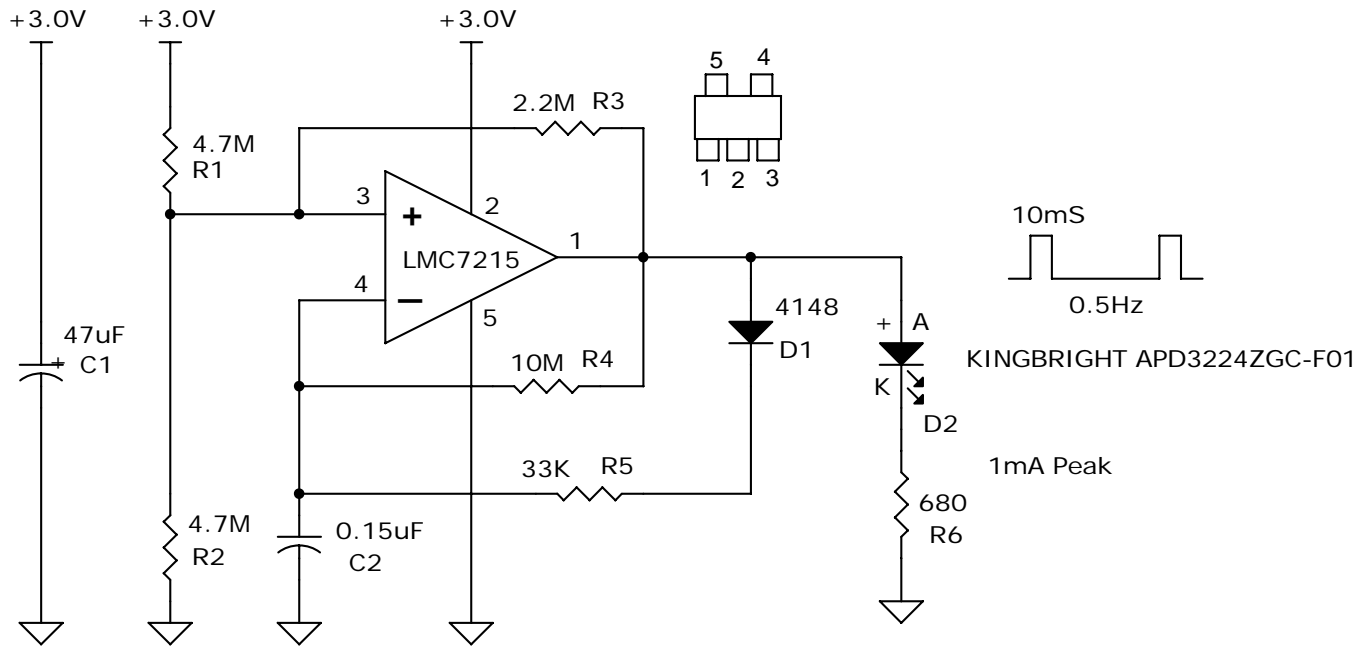 +3.0V
+3.0V
+3.0V
5
4
2.2M R3
4.7M
R1
1
2
3
3
+
2
10mS
LMC7215
1
4
−
5
4148
0.5Hz
47uF
+
C1
D1
+ A
10M R4
KINGBRIGHT APD3224ZGC-F01
K
D2
33K R5
1mA Peak
4.7M
R2
0.15uF
C2
680
R6